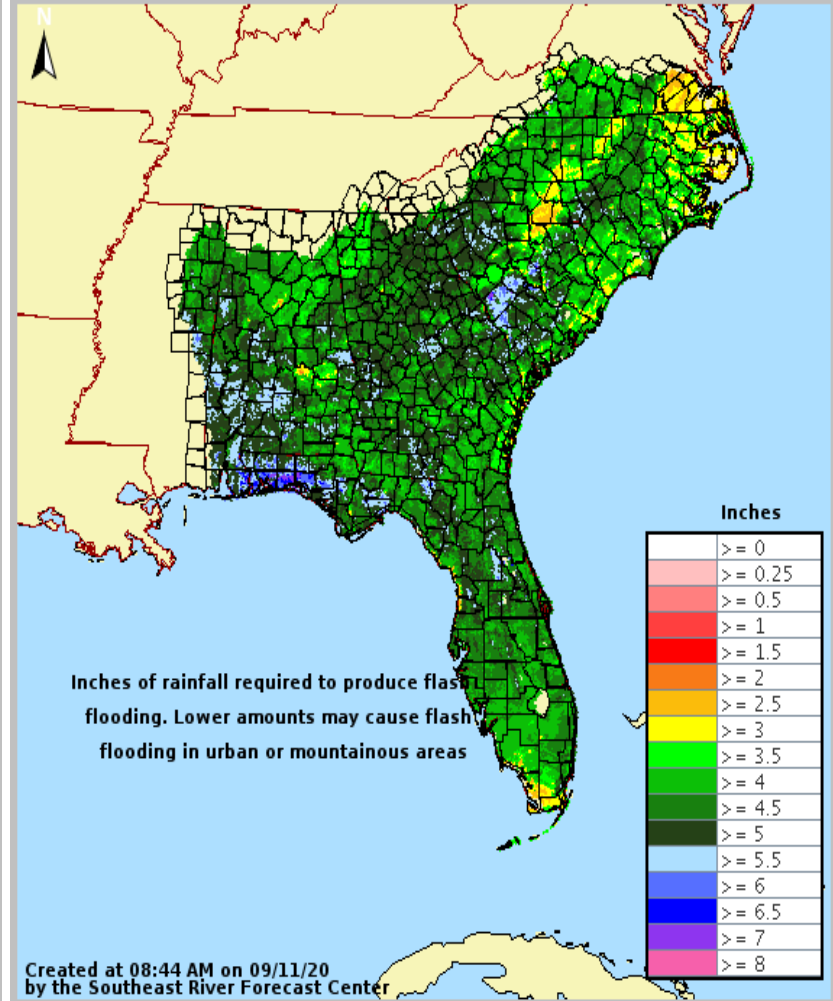 N
Inches
>= 0
>= 0.25
>= 0.5
>= 1
>= 1.5
>= 2
>= 2.5
>= 3
>= 3.5
>= 4
>= 4.5
>= 5
>= 5.5
>= 6
>= 6.5
>= 7
>= 8
Inches of rainfall required to produce flash
flooding. Lower amounts may cause flash
flooding in urban or mountainous areas
Created at 08:44 AM on 09/11/20
by the Southeast River Forecast Center